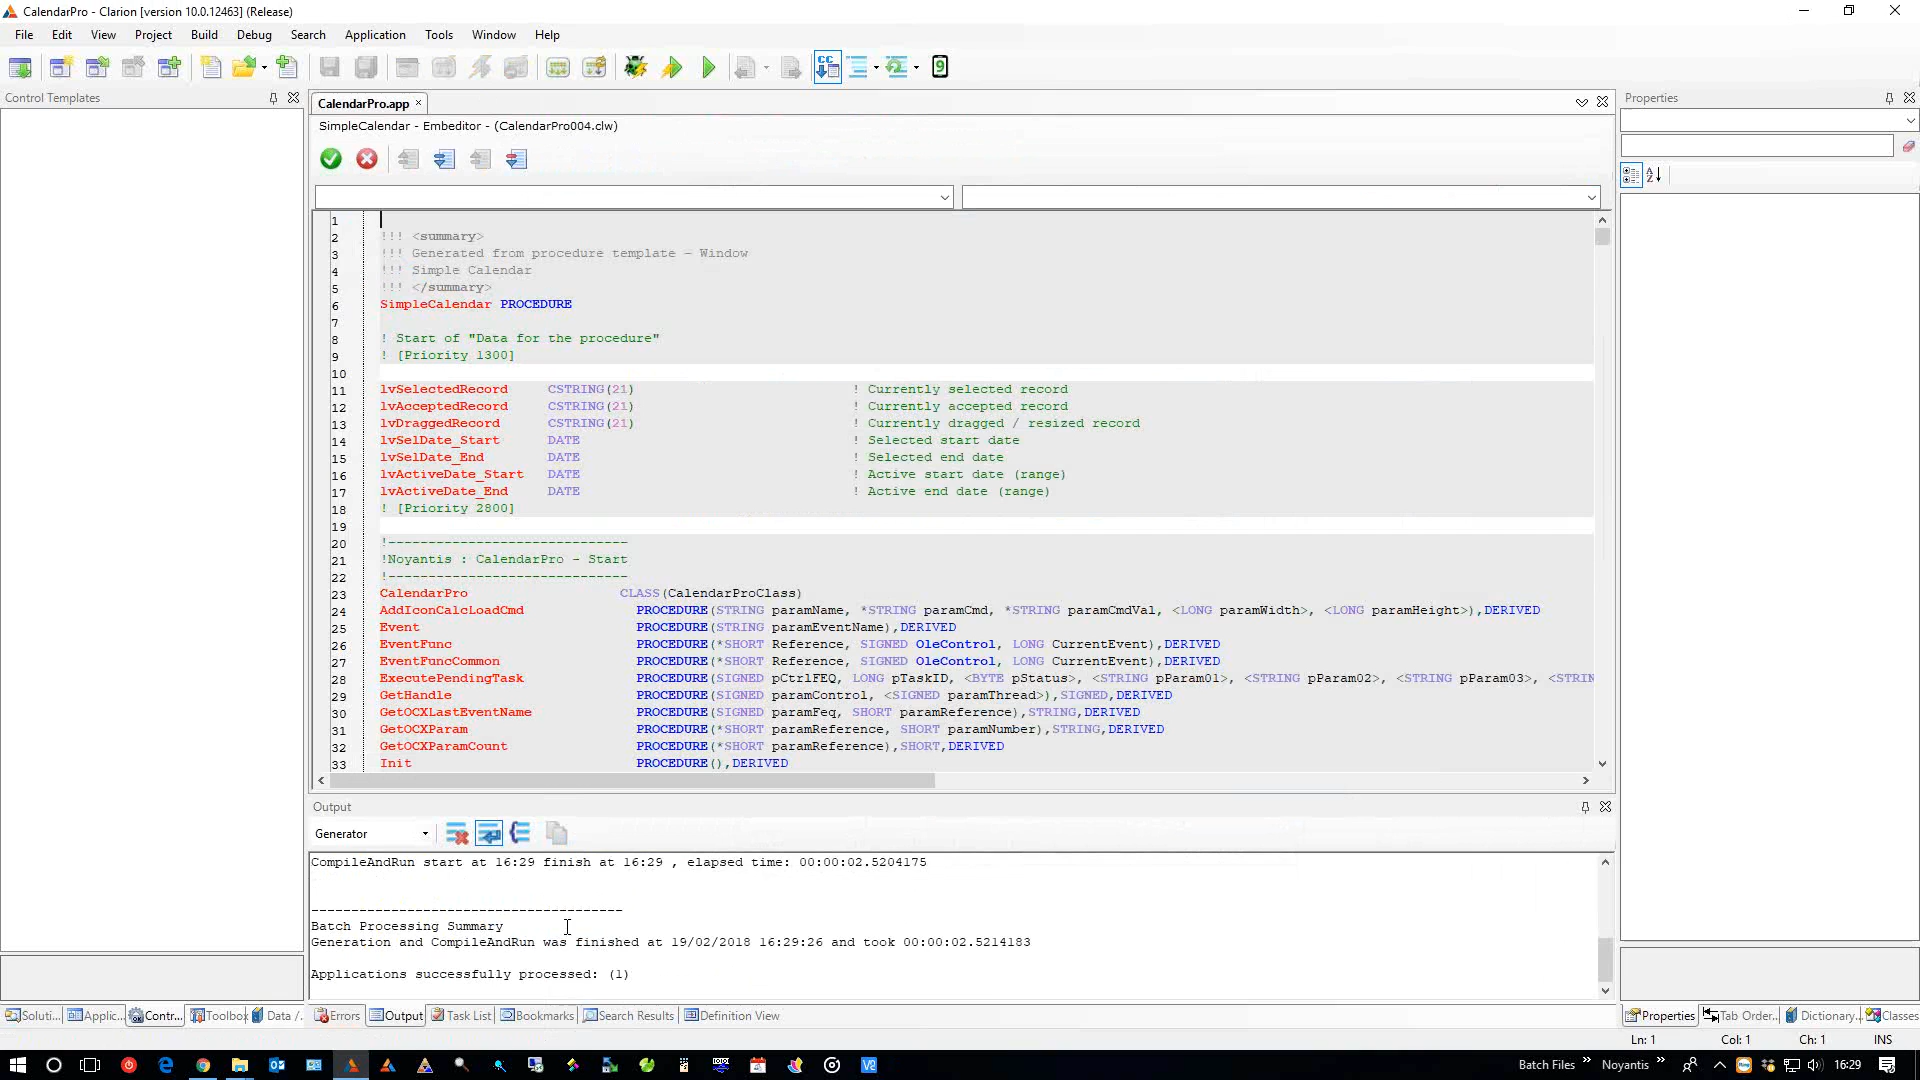 CalendarPro - Clarion [version 10.0.12463] (Release)
File Edit View Project Build Debug Search Application Tools Window Help
Control Templates
CalendarPro.app
Properties
SimpleCalendar - Embeditor - (CalendarPro004.clw)
1
2 !!! <summary>
3 !!! Generated from procedure template - Window
4 !!! Simple Calendar
5 !!! </summary>
6 SimpleCalendar PROCEDURE
7
8 ! Start of "Data for the procedure"
9 ! [Priority 1300]
10
11 lvSelectedRecord CSTRING(21) ! Currently selected record
12 lvAcceptedRecord CSTRING(21) ! Currently accepted record
13 lvDraggedRecord CSTRING(21) ! Currently dragged / resized record
14 lvSelDate_Start DATE ! Selected start date
15 lvSelDate_End DATE ! Selected end date
16 lvActiveDate_Start DATE ! Active start date (range)
17 lvActiveDate_End DATE ! Active end date (range)
18 ! [Priority 2800]
19
20 !------------------------------
21 !Noyantis : CalendarPro - Start
22 !------------------------------
23 CalendarPro CLASS(CalendarProClass)
24 AddIconCalcLoadCmd PROCEDURE(STRING paramName, *STRING paramCmd, *STRING paramCmdVal, <LONG paramWidth>, <LONG paramHeight>),DERIVED
25 Event PROCEDURE(STRING paramEventName),DERIVED
26 EventFunc PROCEDURE(*SHORT Reference, SIGNED OleControl, LONG CurrentEvent),DERIVED
27 EventFuncCommon PROCEDURE(*SHORT Reference, SIGNED OleControl, LONG CurrentEvent),DERIVED
28 ExecutePendingTask PROCEDURE(SIGNED pCtrlFEQ, LONG pTaskID, <BYTE pStatus>, <STRING pParam01>, <STRING pParam02>, <STRING pParam03>, <STRIN
29 GetHandle PROCEDURE(SIGNED paramControl, <SIGNED paramThread>),SIGNED,DERIVED
30 GetOCXLastEventName PROCEDURE(SIGNED paramFeq, SHORT paramReference),STRING,DERIVED
31 GetOCXParam PROCEDURE(*SHORT paramReference, SHORT paramNumber),STRING,DERIVED
32 GetOCXParamCount PROCEDURE(*SHORT paramReference),SHORT,DERIVED
33 Init PROCEDURE(),DERIVED
Output
Generator
CompileAndRun start at 16:29 finish at 16:29 , elapsed time: 00:00:02.5204175
---------------------------------------
Batch Processing Summary
Generation and CompileAndRun was finished at 19/02/2018 16:29:26 and took 00:00:02.5214183
Applications successfully processed: (1)
Soluti... Applic... Contr... Toolbox Data /... Errors Output Task List Bookmarks Search Results Definition View Properties Tab Order... Dictionary... Classes
Ln: 1 Col: 1 Ch: 1 INS
Batch Files Noyantis 16:29